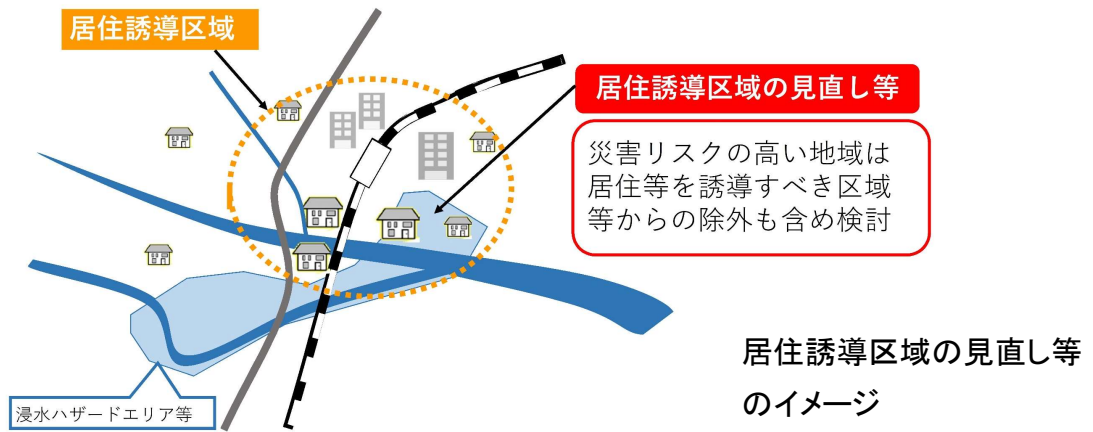 居住誘導区域
居住誘導区域の見直し等
災害リスクの高い地域は
居住等を誘導すべき区域
等からの除外も含め検討
浸水ハザードエリア等
居住誘導区域の見直し等
のイメージ